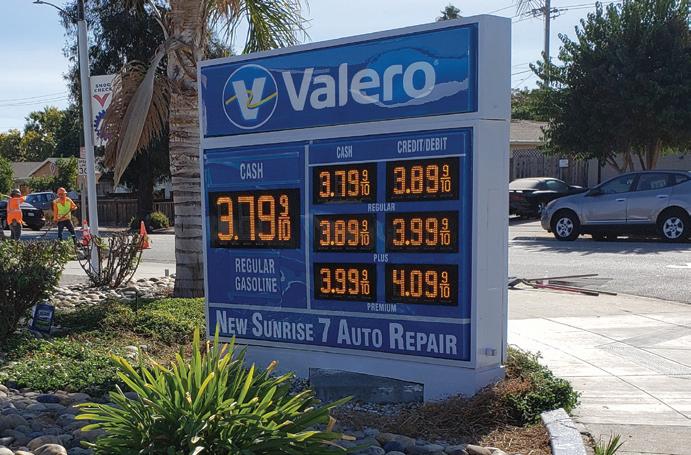 SMOG
CHECK
Valero
CASH
3.79 9/10
REGULAR
GASOLINE
CASH CREDIT/DEBIT
3.79 9/10 3.89 9/10
REGULAR
3.89 9/10 3.99 9/10
PLUS
3.99 9/10 4.09 9/10
PREMIUM
NEW SUNRISE 7 AUTO REPAIR